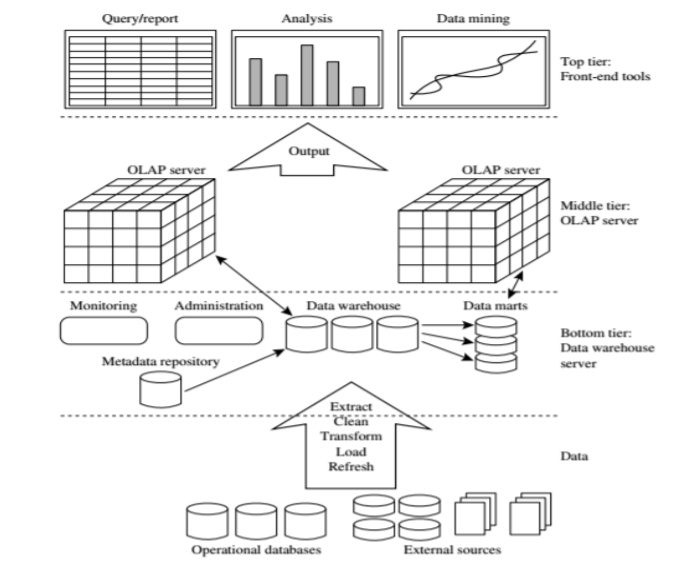 Query/report
Analysis
Data mining
Top tier:
Front-end tools
Output
OLAP server
OLAP server
Middle tier:
OLAP server
Monitoring
Administration
Data warehouse
Data marts
Metadata repository
Bottom tier:
Data warehouse
server
Extract
Clean
Transform
Load
Refresh
Data
Operational databases
External sources